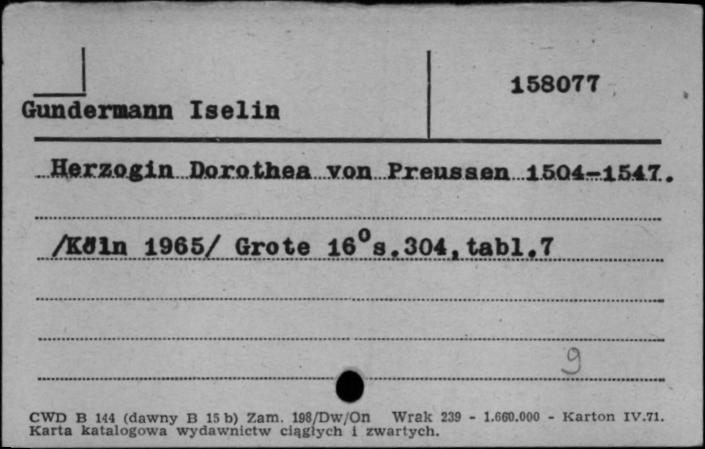 158077
Gundermann Iselin
Herzogin Dorothea von Preussen 1504-1547.
/Köln 1965/ Grote 16⁰ s.304, tabl.7
9
CWD B 144 (dawny B 15 b) Zam. 198/Dw/On Wrak 239 - 1.660.000 - Karton IV.71.
Karta katalogowa wydawnictw ciągłych i zwartych.